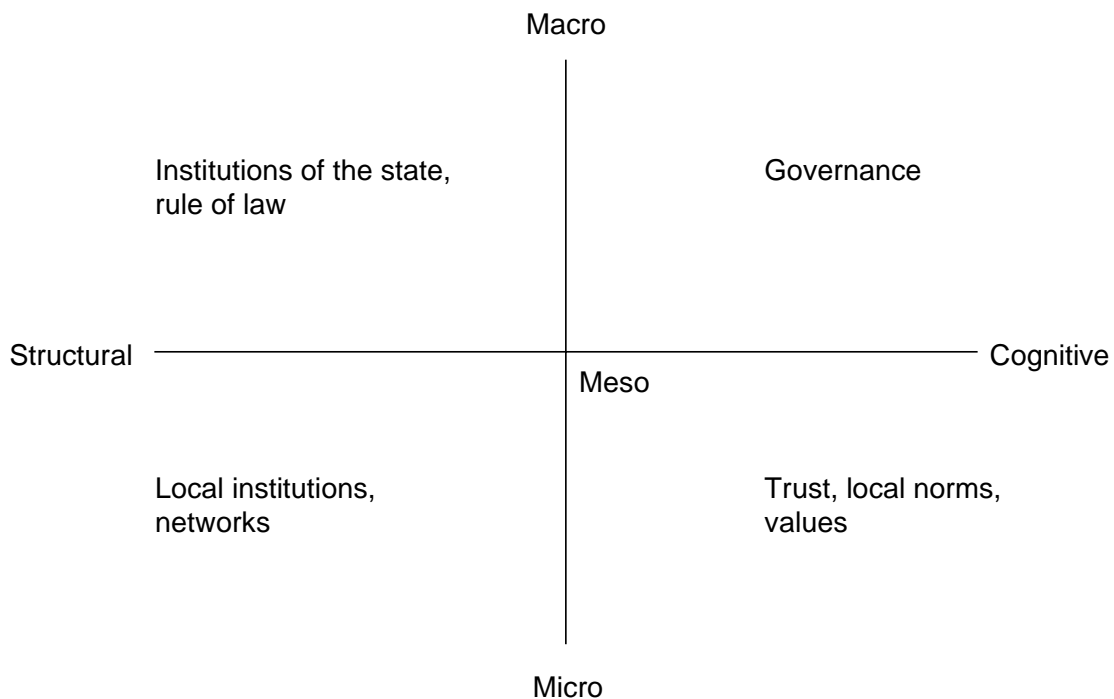 Macro
Institutions of the state,
rule of law
Governance
Structural
Cognitive
Meso
Local institutions,
networks
Trust, local norms,
values
Micro